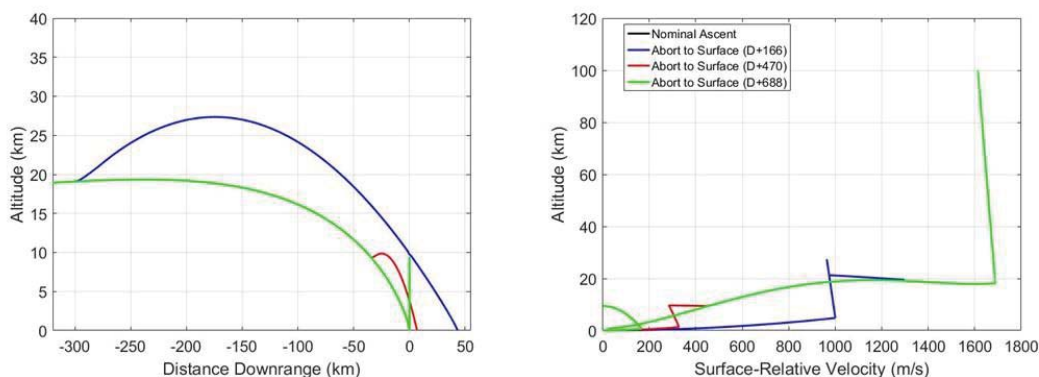 40
35
30
25
20
15
10
5
0
Altitude (km)
-300 -250 -200 -150 -100 -50 0 50
Distance Downrange (km)
120
100
80
60
40
20
0
Altitude (km)
Nominal Ascent
Abort to Surface (D+166)
Abort to Surface (D+470)
Abort to Surface (D+688)
0 200 400 600 800 1000 1200 1400 1600 1800
Surface-Relative Velocity (m/s)